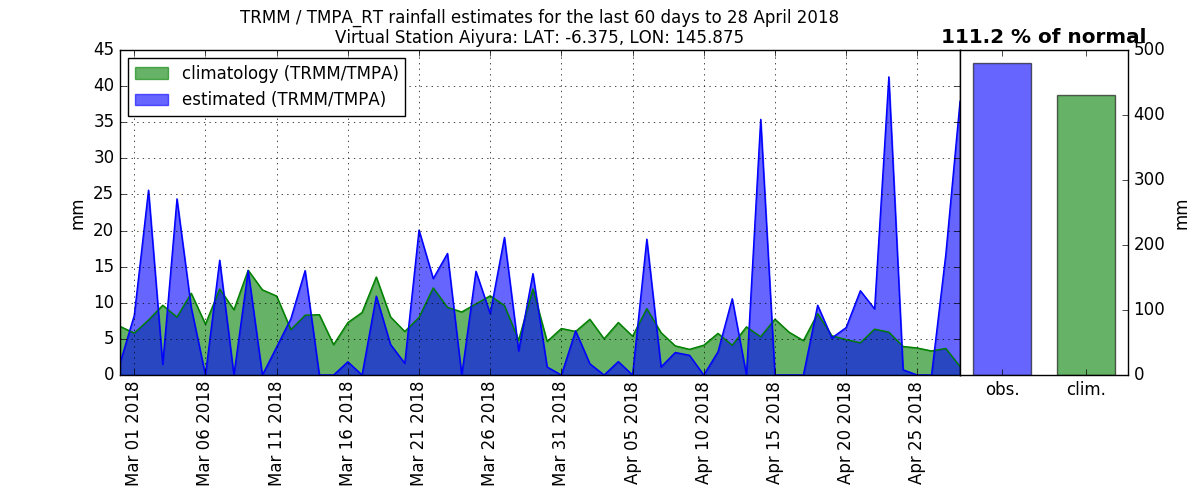 TRMM / TMPA_RT rainfall estimates for the last 60 days to 28 April 2018
Virtual Station Aiyura: LAT: -6.375, LON: 145.875
111.2 % of normal
climatology (TRMM/TMPA)
estimated (TRMM/TMPA)
45
40
35
30
25
20
15
10
5
0
mm
500
400
300
200
100
0
mm
Mar 01 2018
Mar 06 2018
Mar 11 2018
Mar 16 2018
Mar 21 2018
Mar 26 2018
Mar 31 2018
Apr 05 2018
Apr 10 2018
Apr 15 2018
Apr 20 2018
Apr 25 2018
obs.
clim.